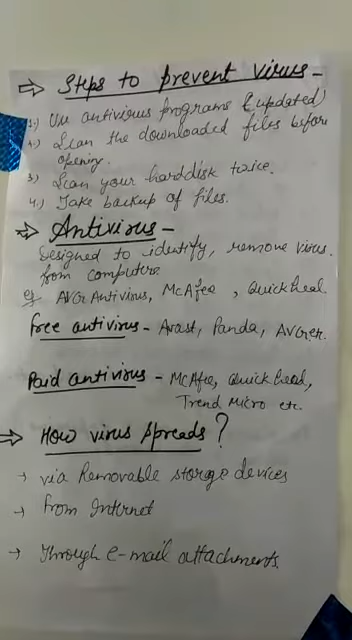 ⇒ Steps to prevent virus -
1.) Use antivirus programs (updated)
2.) Scan the downloaded files before
opening.
3) Scan your harddisk twice.
4.) Take backup of files.
⇒ Antivirus -
Designed to identify, remove virus
from computers.
eg AVG Antivirus, McAfee , Quickheal
Free antivirus - Avast, Panda, AVG etc.
Paid antivirus - McAfee, Quick heal,
Trend Micro etc.
⇒ How virus spreads?
→ via Removable storage devices
→ from Internet
→ Through e-mail attachments.